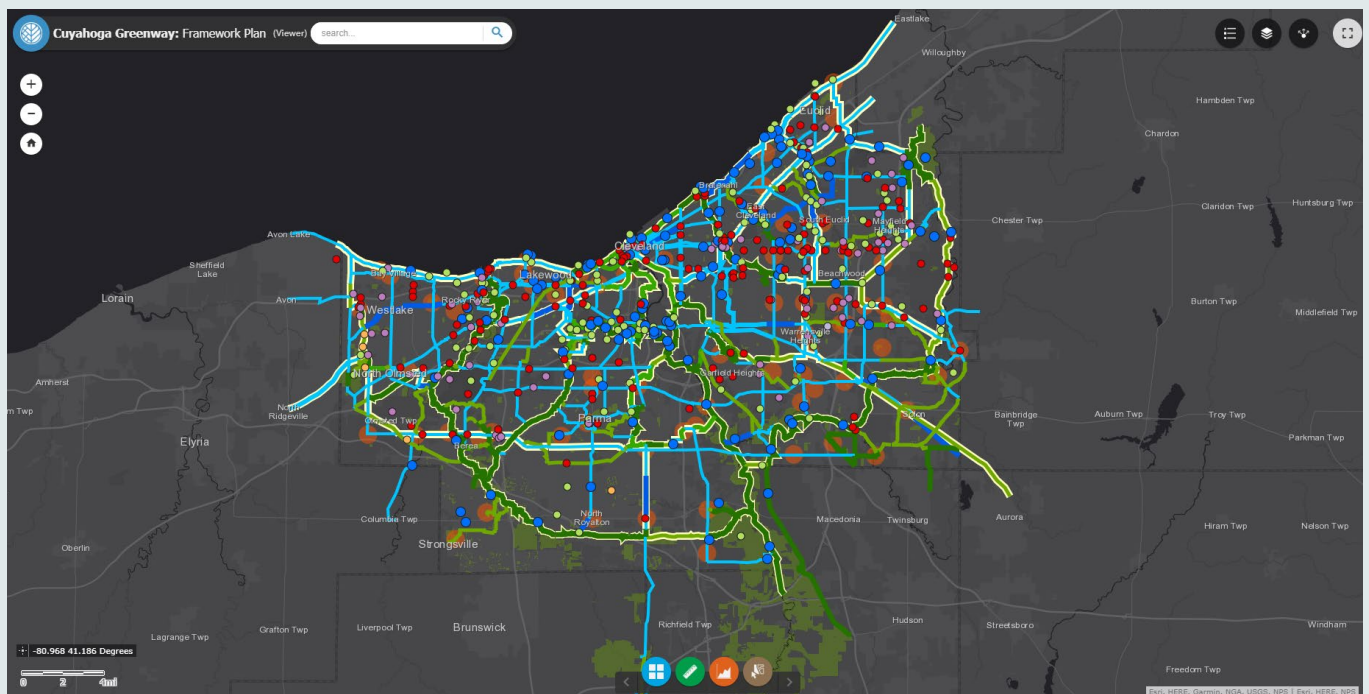 Cuyahoga Greenway: Framework Plan (Viewer)
search...
Eastlake
Willoughby
Hambden Twp
Chardon
Euclid
Bratenahl
East
Cleveland
South Euclid
Mayfield
Heights
Chester Twp
Claridon Twp
Huntsburg Twp
Avon Lake
Cleveland
Sheffield
Lake
Bay Village
Lakewood
Beachwood
Lorain
Avon
Rocky River
Westlake
Burton Twp
Middlefield Twp
Warrensville
Heights
North Olmsted
Garfield Heights
Amherst
m Twp
North
Ridgeville
Olmsted Twp
Parma
Solon
Bainbridge
Twp
Auburn Twp
Troy Twp
Elyria
Berea
Parkman Twp
Columbia Twp
North
Royalton
Macedonia
Twinsburg
Aurora
Hiram Twp
Nelson Twp
Oberlin
Strongsville
Lagrange Twp
Grafton Twp
Liverpool Twp
Brunswick
Richfield Twp
Hudson
Streetsboro
Windham
-80.968 41.186 Degrees
Freedom Twp
0 2 4mi
Esri, HERE, Garmin, NGA, USGS, NPS | Esri, HERE, NPS